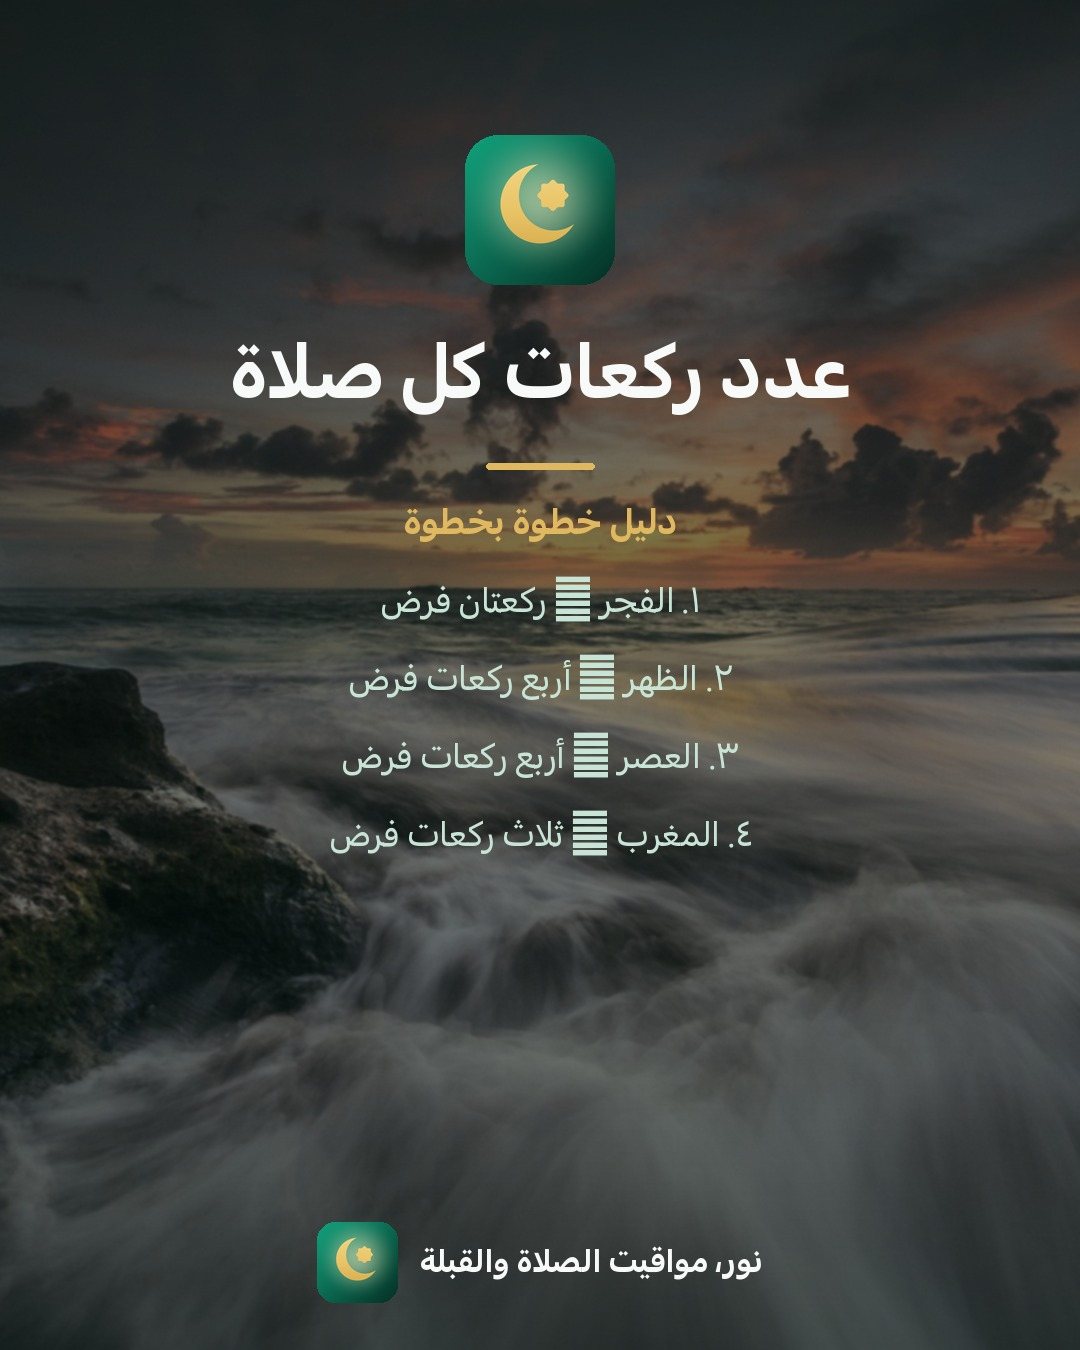 عدد ركعات كل صلاة
دليل خطوة بخطوة
١. الفجر ䷀ ركعتان فرض
٢. الظهر ䷀ أربع ركعات فرض
٣. العصر ䷀ أربع ركعات فرض
٤. المغرب ䷀ ثلاث ركعات فرض
نور، مواقيت الصلاة والقبلة